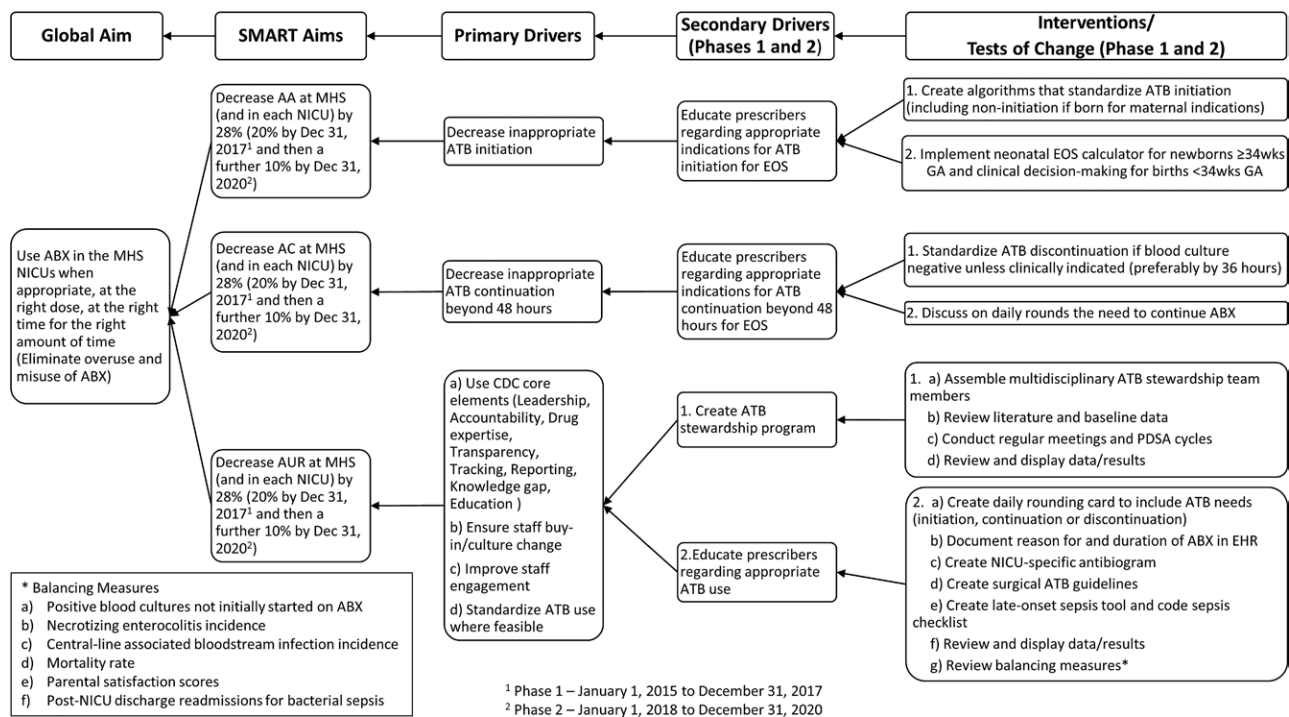 Global Aim
SMART Aims
Primary Drivers
Secondary Drivers
(Phases 1 and 2)
Interventions/
Tests of Change (Phase 1 and 2)
Use ABX in the MHS
NICUs when
appropriate, at the
right dose, at the right
time for the right
amount of time
(Eliminate overuse and
misuse of ABX)
Decrease AA at MHS
(and in each NICU) by
28% (20% by Dec 31,
2017¹ and then a
further 10% by Dec 31,
2020²)
Decrease inappropriate
ATB initiation
Educate prescribers
regarding appropriate
indications for ATB
initiation for EOS
1. Create algorithms that standardize ATB initiation
(including non-initiation if born for maternal indications)
2. Implement neonatal EOS calculator for newborns ≥34wks
GA and clinical decision-making for births <34wks GA
Decrease AC at MHS
(and in each NICU) by
28% (20% by Dec 31,
2017¹ and then a
further 10% by Dec 31,
2020²)
Decrease inappropriate
ATB continuation
beyond 48 hours
Educate prescribers
regarding appropriate
indications for ATB
continuation beyond 48
hours for EOS
1. Standardize ATB discontinuation if blood culture
negative unless clinically indicated (preferably by 36 hours)
2. Discuss on daily rounds the need to continue ABX
Decrease AUR at MHS
(and in each NICU) by
28% (20% by Dec 31,
2017¹ and then a
further 10% by Dec 31,
2020²)
a) Use CDC core
elements (Leadership,
Accountability, Drug
expertise,
Transparency,
Tracking, Reporting,
Knowledge gap,
Education )
b) Ensure staff buy-
in/culture change
c) Improve staff
engagement
d) Standardize ATB use
where feasible
1. Create ATB
stewardship program
2.Educate prescribers
regarding appropriate
ATB use
1. a) Assemble multidisciplinary ATB stewardship team
members
b) Review literature and baseline data
c) Conduct regular meetings and PDSA cycles
d) Review and display data/results
2. a) Create daily rounding card to include ATB needs
(initiation, continuation or discontinuation)
b) Document reason for and duration of ABX in EHR
c) Create NICU-specific antibiogram
d) Create surgical ATB guidelines
e) Create late-onset sepsis tool and code sepsis
checklist
f) Review and display data/results
g) Review balancing measures*
* Balancing Measures
a) Positive blood cultures not initially started on ABX
b) Necrotizing enterocolitis incidence
c) Central-line associated bloodstream infection incidence
d) Mortality rate
e) Parental satisfaction scores
f) Post-NICU discharge readmissions for bacterial sepsis
¹ Phase 1 – January 1, 2015 to December 31, 2017
² Phase 2 – January 1, 2018 to December 31, 2020